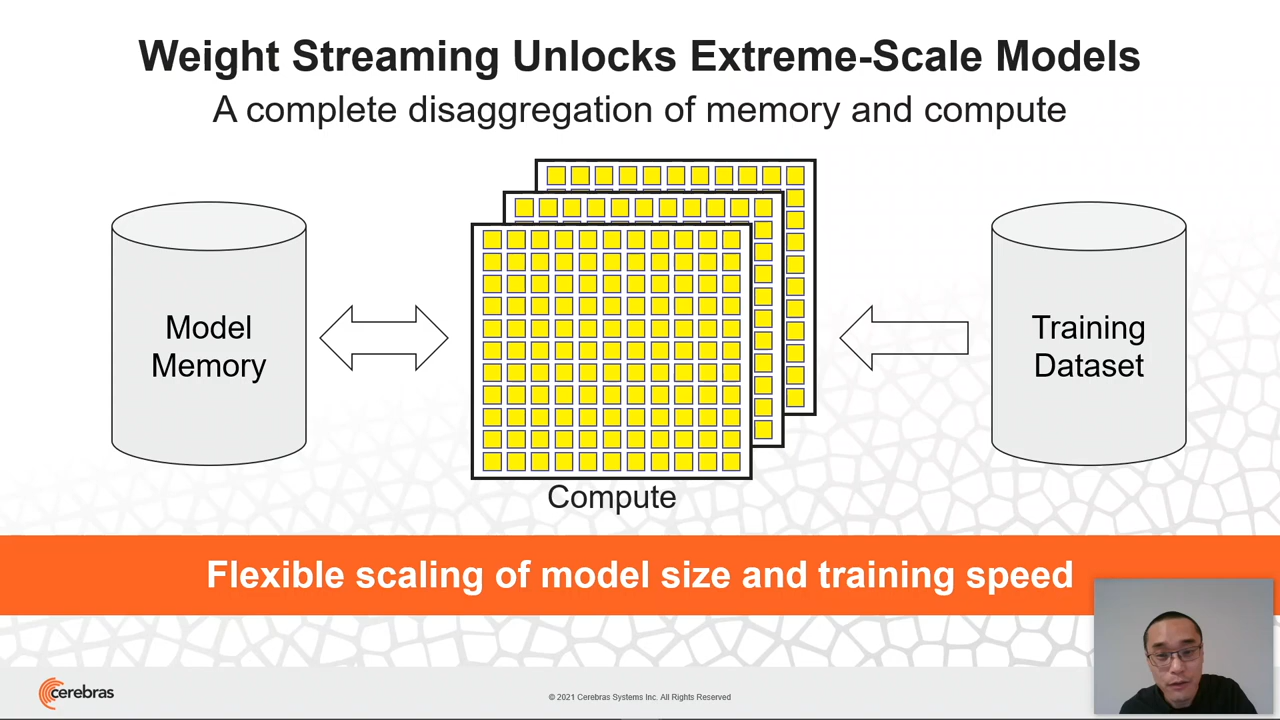 Weight Streaming Unlocks Extreme-Scale Models
A complete disaggregation of memory and compute
Model
Memory
Training
Dataset
Compute
Flexible scaling of model size and training speed
cerebras
© 2021 Cerebras Systems Inc. All Rights Reserved